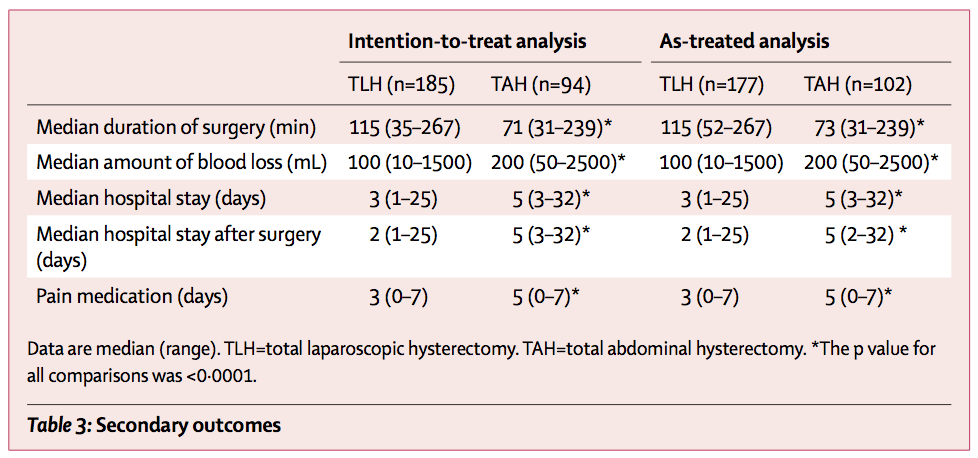 Intention-to-treat analysis As-treated analysis
TLH (n=185) TAH (n=94) TLH (n=177) TAH (n=102)
Median duration of surgery (min) 115 (35–267) 71 (31–239)* 115 (52–267) 73 (31–239)*
Median amount of blood loss (mL) 100 (10–1500) 200 (50–2500)* 100 (10–1500) 200 (50–2500)*
Median hospital stay (days) 3 (1–25) 5 (3–32)* 3 (1–25) 5 (3–32)*
Median hospital stay after surgery 2 (1–25) 5 (3–32)* 2 (1–25) 5 (2–32) *
(days)
Pain medication (days) 3 (0–7) 5 (0–7)* 3 (0–7) 5 (0–7)*
Data are median (range). TLH=total laparoscopic hysterectomy. TAH=total abdominal hysterectomy. *The p value for
all comparisons was <0·0001.
Table 3: Secondary outcomes